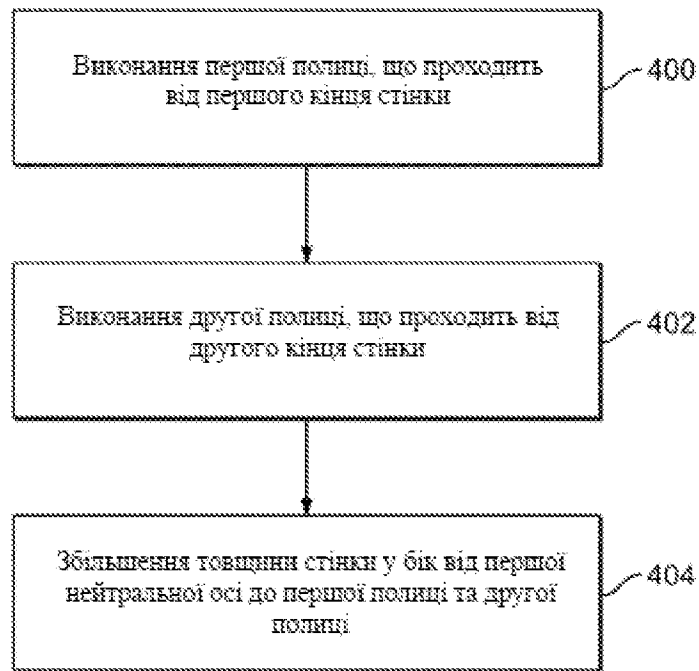 Виконання першої полиці, що проходить
від першого кінця стінки
400
Виконання другої полиці, що проходить від
другого кінця стінки
402
Збільшення товщини стінки у бік від першої
нейтральної осі до першої полиці та другої
полиці
404